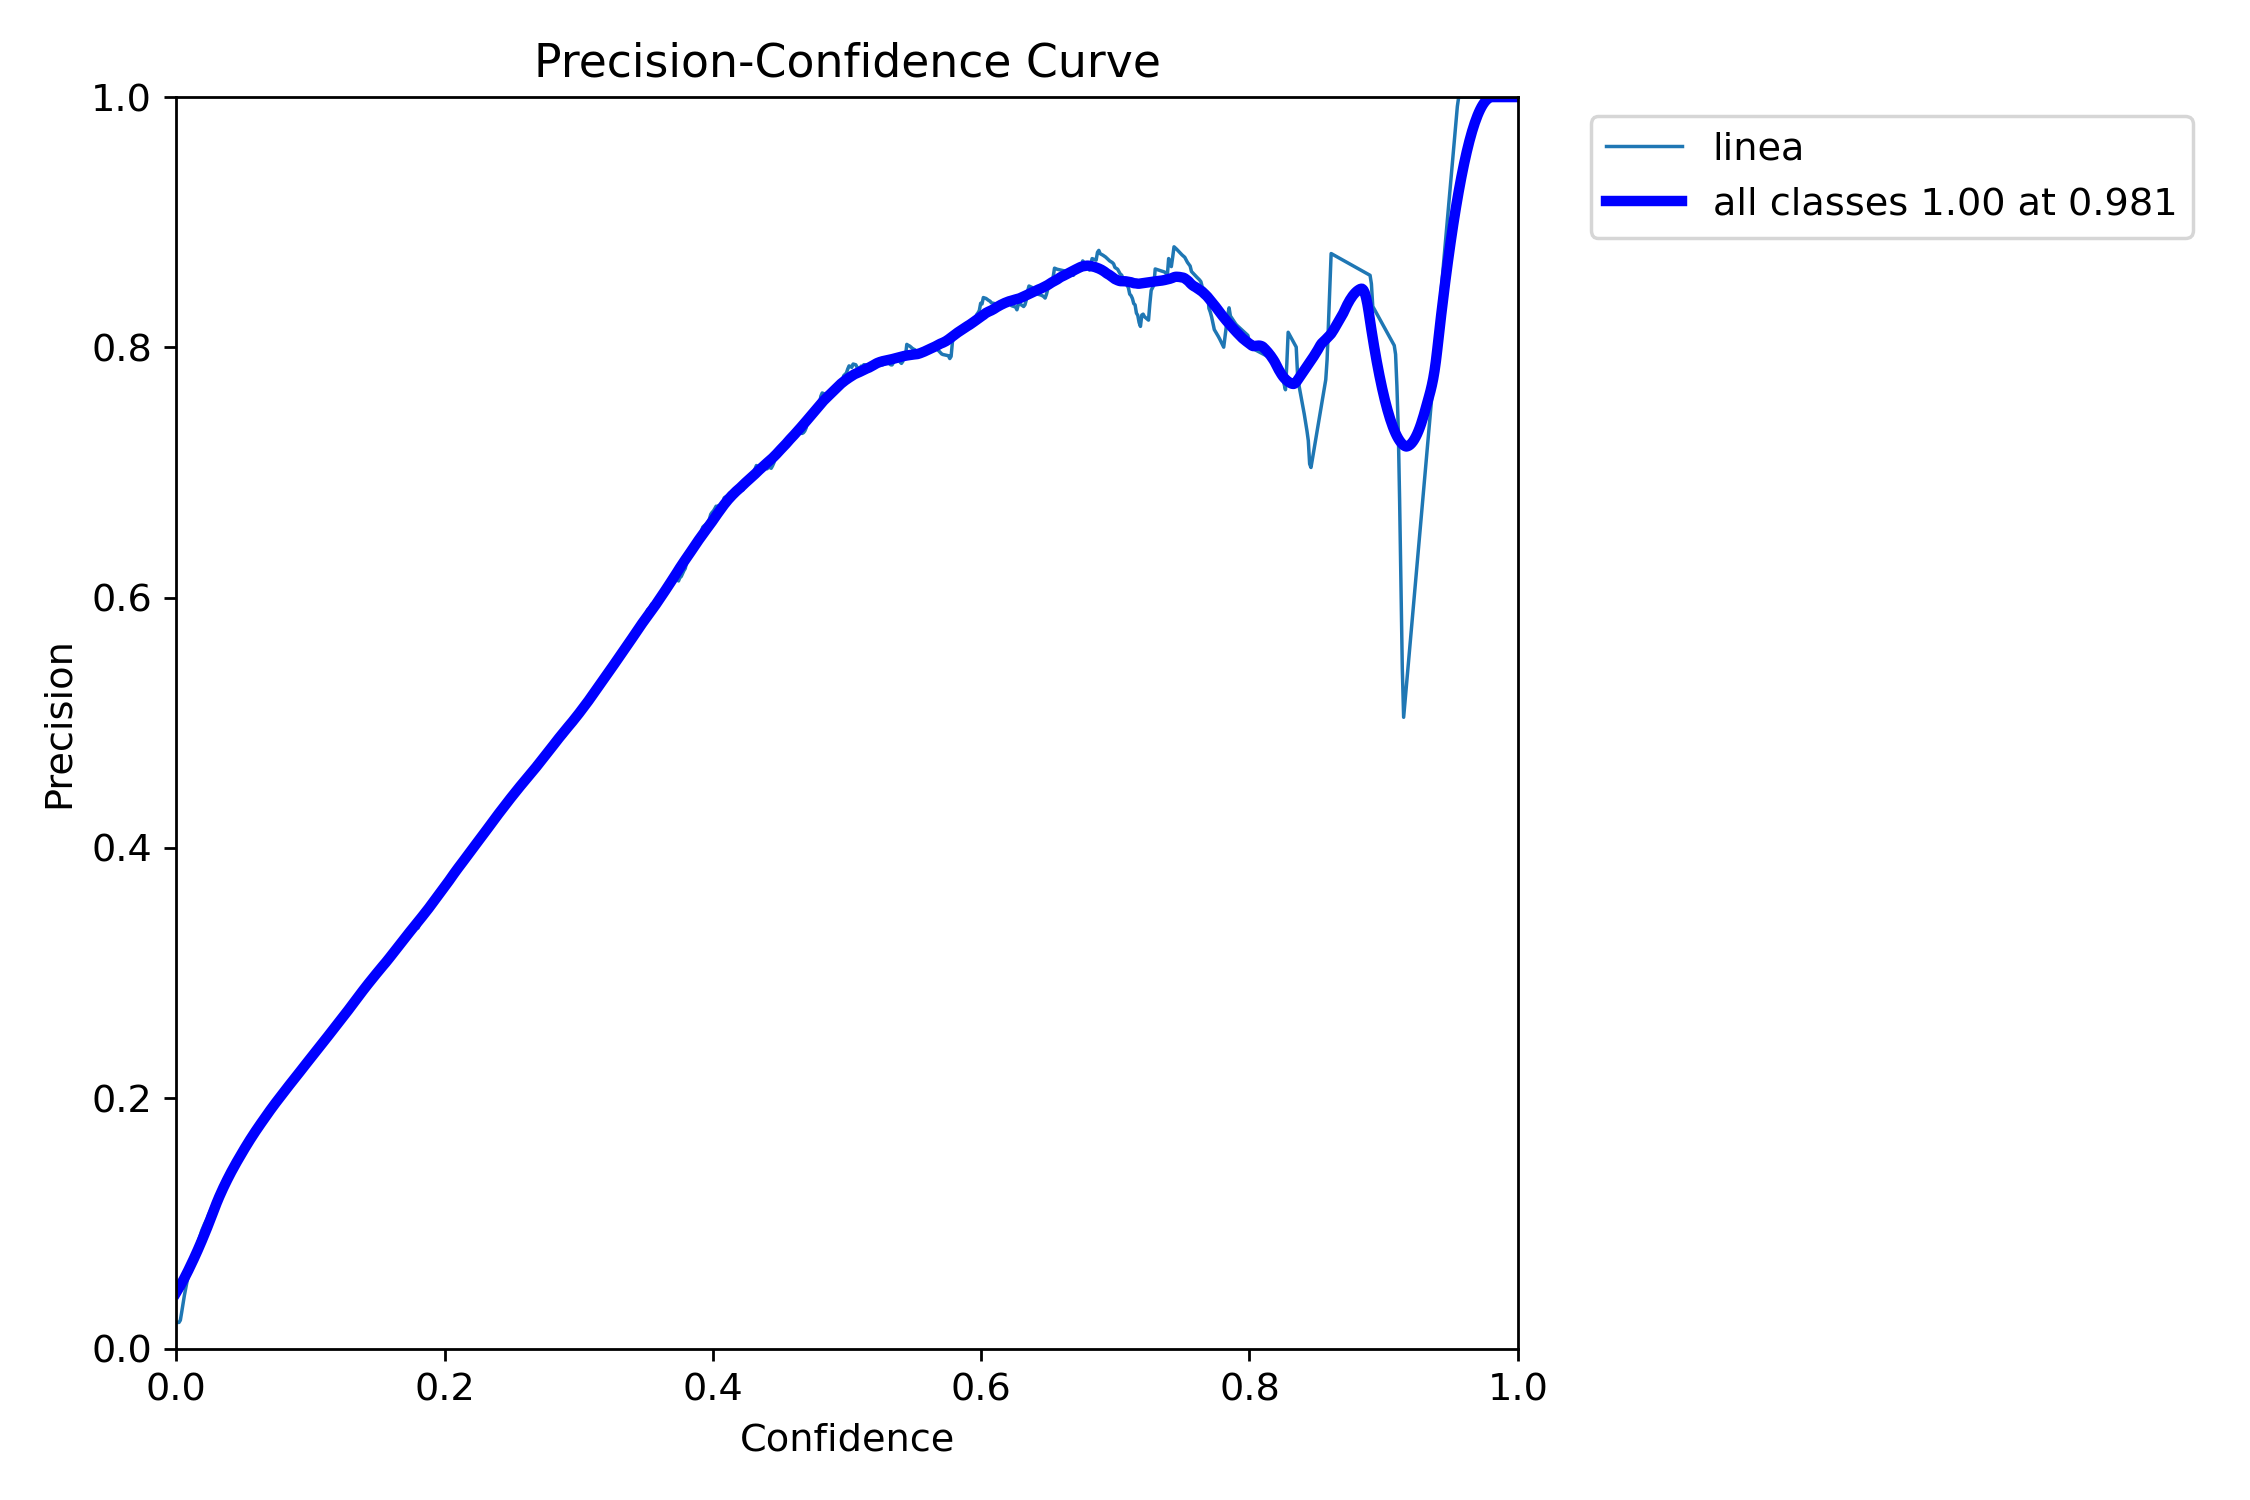 Precision-Confidence Curve
1.0
0.8
0.6
0.4
0.2
0.0
Precision
0.0 0.2 0.4 0.6 0.8 1.0
Confidence
linea
all classes 1.00 at 0.981